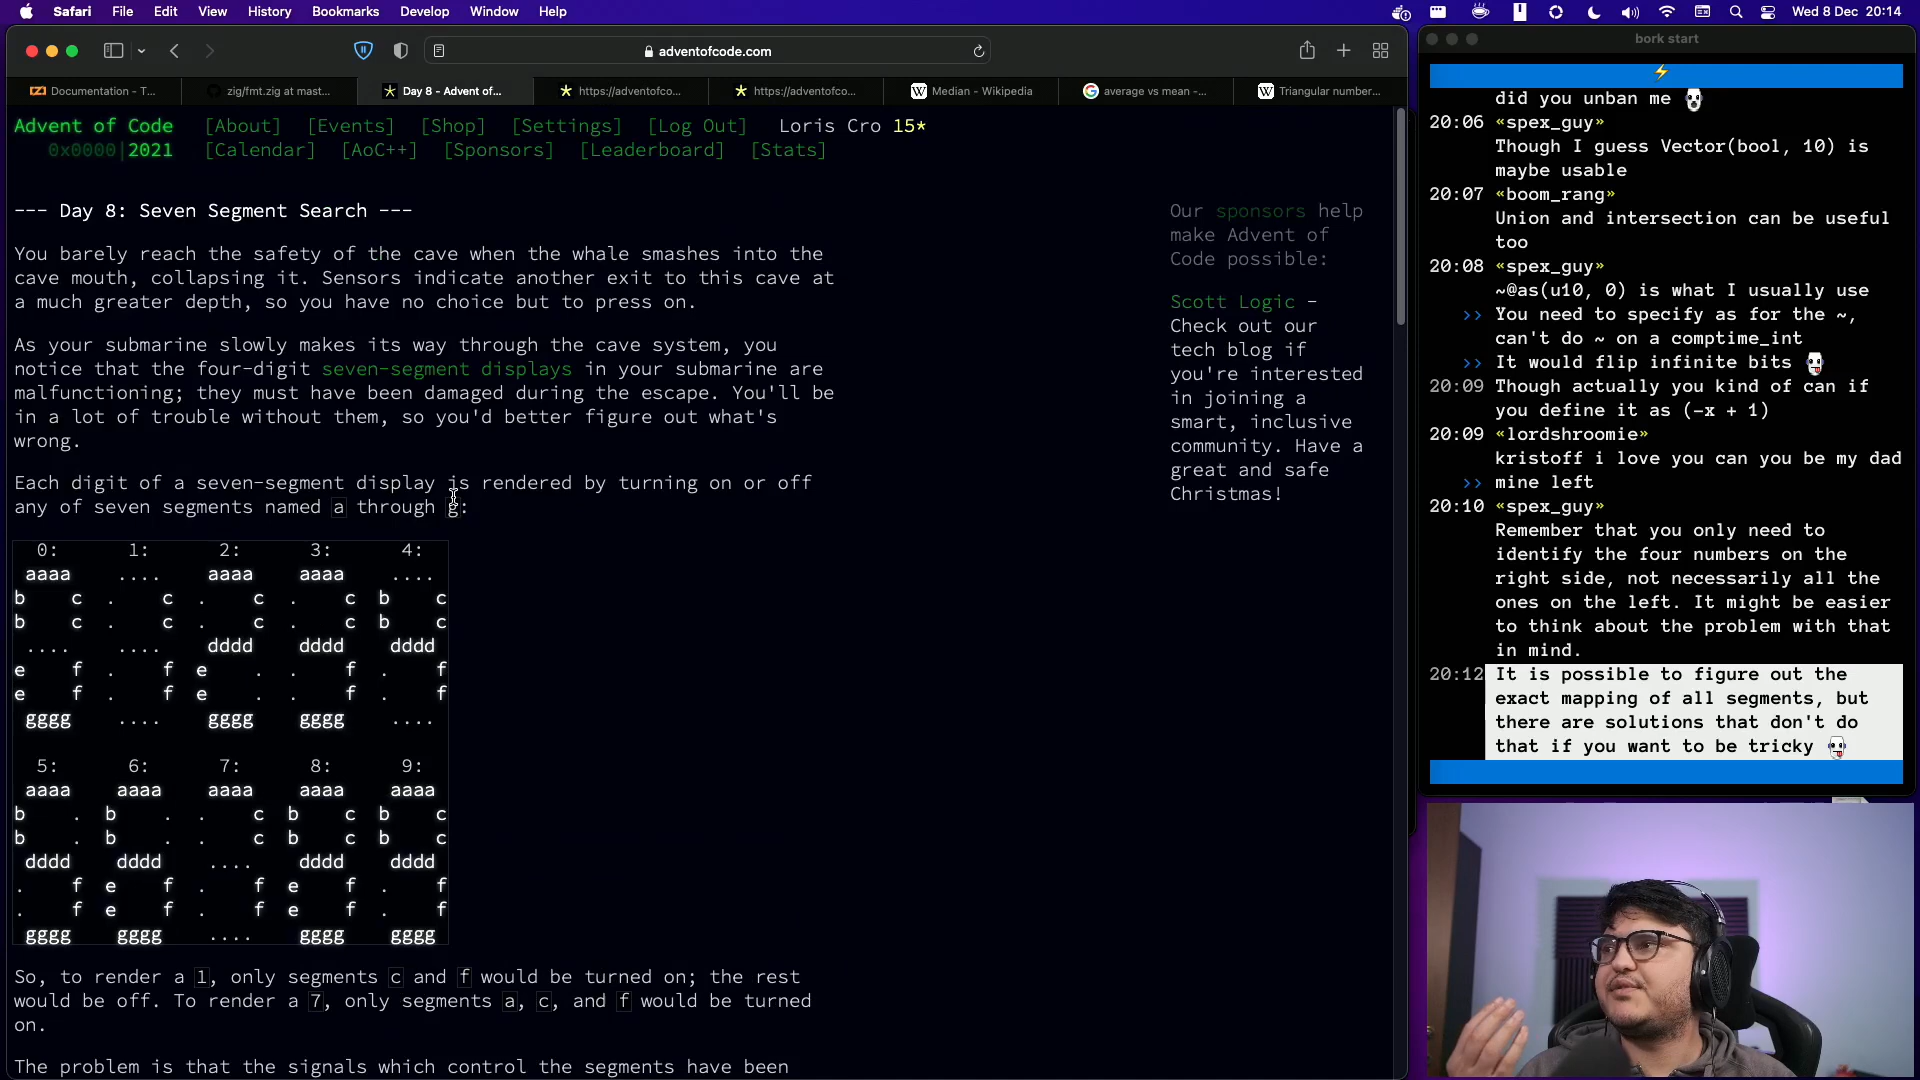 Safari File Edit View History Bookmarks Develop Window Help
Wed 8 Dec 20:14
adventofcode.com
Documentation - T...
zig/fmt.zig at mast...
Day 8 - Advent of...
https://adventofco...
https://adventofco...
Median - Wikipedia
average vs mean -...
Triangular number...
Advent of Code [About] [Events] [Shop] [Settings] [Log Out] Loris Cro 15*
0x0000|2021 [Calendar] [AoC++] [Sponsors] [Leaderboard] [Stats]
--- Day 8: Seven Segment Search ---
You barely reach the safety of the cave when the whale smashes into the
cave mouth, collapsing it. Sensors indicate another exit to this cave at
a much greater depth, so you have no choice but to press on.
As your submarine slowly makes its way through the cave system, you
notice that the four-digit seven-segment displays in your submarine are
malfunctioning; they must have been damaged during the escape. You'll be
in a lot of trouble without them, so you'd better figure out what's
wrong.
Each digit of a seven-segment display is rendered by turning on or off
any of seven segments named a through g:
0: 1: 2: 3: 4:
aaaa .... aaaa aaaa ....
b c . c . c . c b c
b c . c . c . c b c
.... .... dddd dddd dddd
e f . f e . . f . f
e f . f e . . f . f
gggg .... gggg gggg ....
5: 6: 7: 8: 9:
aaaa aaaa aaaa aaaa aaaa
b . b . . c b c b c
b . b . . c b c b c
dddd dddd .... dddd dddd
. f e f . f e f . f
. f e f . f e f . f
gggg gggg .... gggg gggg
So, to render a 1, only segments c and f would be turned on; the rest
would be off. To render a 7, only segments a, c, and f would be turned
on.
The problem is that the signals which control the segments have been
Our sponsors help
make Advent of
Code possible:
Scott Logic -
Check out our
tech blog if
you're interested
in joining a
smart, inclusive
community. Have a
great and safe
Christmas!
bork start
did you unban me
20:06 «spex_guy»
Though I guess Vector(bool, 10) is
maybe usable
20:07 «boom_rang»
Union and intersection can be useful
too
20:08 «spex_guy»
~@as(u10, 0) is what I usually use
>> You need to specify as for the ~,
can't do ~ on a comptime_int
>> It would flip infinite bits
20:09 Though actually you kind of can if
you define it as (-x + 1)
20:09 «lordshroomie»
kristoff i love you can you be my dad
>> mine left
20:10 «spex_guy»
Remember that you only need to
identify the four numbers on the
right side, not necessarily all the
ones on the left. It might be easier
to think about the problem with that
in mind.
20:12 It is possible to figure out the
exact mapping of all segments, but
there are solutions that don't do
that if you want to be tricky